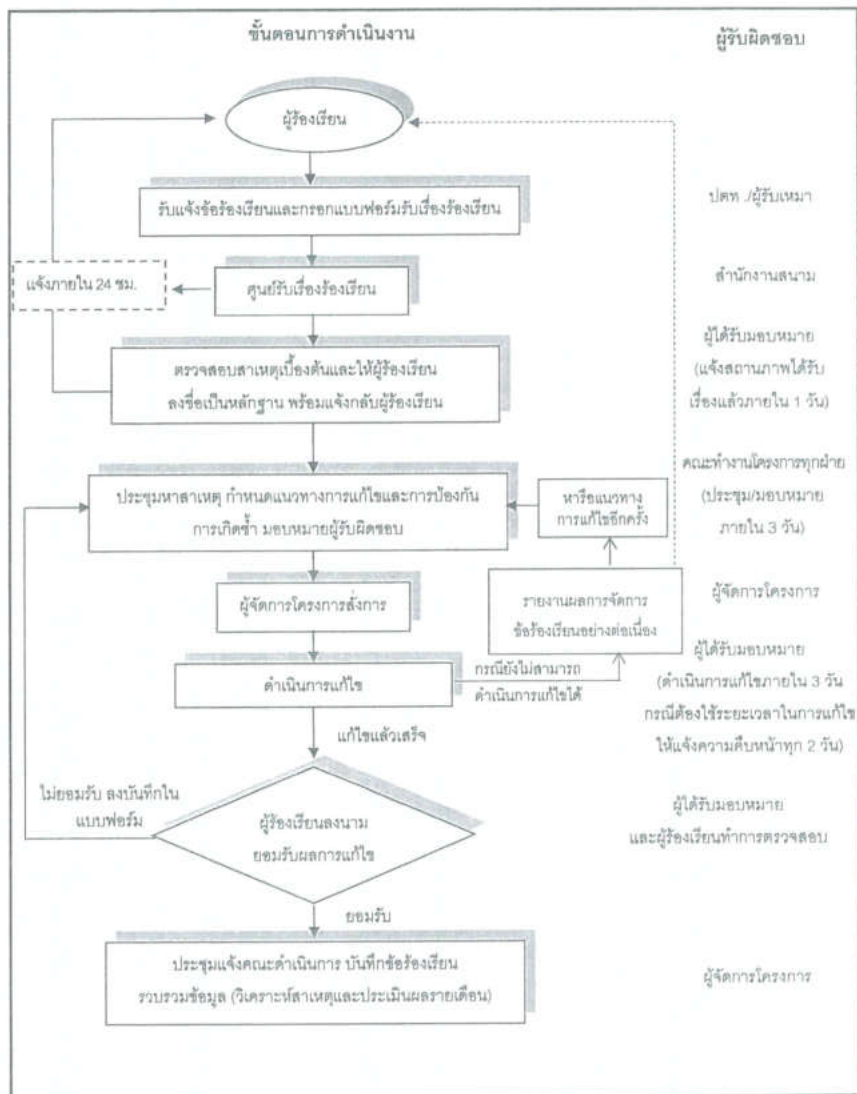 ขั้นตอนการดำเนินงาน
ผู้รับผิดชอบ
ผู้ร้องเรียน
รับแจ้งข้อร้องเรียนและกรอกแบบฟอร์มรับเรื่องร้องเรียน
ปตท ./ผู้รับเหมา
แจ้งภายใน 24 ชม.
ศูนย์รับเรื่องร้องเรียน
สำนักงานสนาม
ตรวจสอบสาเหตุเบื้องต้นและให้ผู้ร้องเรียน
ลงชื่อเป็นหลักฐาน พร้อมแจ้งกลับผู้ร้องเรียน
ผู้ได้รับมอบหมาย
(แจ้งสถานภาพได้รับ
เรื่องแล้วภายใน 1 วัน)
ประชุมหาสาเหตุ กำหนดแนวทางการแก้ไขและการป้องกัน
การเกิดซ้ำ มอบหมายผู้รับผิดชอบ
หารือแนวทาง
การแก้ไขอีกครั้ง
คณะทำงานโครงการทุกฝ่าย
(ประชุม/มอบหมาย
ภายใน 3 วัน)
ผู้จัดการโครงการสั่งการ
รายงานผลการจัดการ
ข้อร้องเรียนอย่างต่อเนื่อง
ผู้จัดการโครงการ
ดำเนินการแก้ไข
กรณียังไม่สามารถ
ดำเนินการแก้ไขได้
ผู้ได้รับมอบหมาย
(ดำเนินการแก้ไขภายใน 3 วัน
กรณีต้องใช้ระยะเวลาในการแก้ไข
ให้แจ้งความคืบหน้าทุก 2 วัน)
แก้ไขแล้วเสร็จ
ไม่ยอมรับ ลงบันทึกใน
แบบฟอร์ม
ผู้ร้องเรียนลงนาม
ยอมรับผลการแก้ไข
ผู้ได้รับมอบหมาย
และผู้ร้องเรียนทำการตรวจสอบ
ยอมรับ
ประชุมแจ้งคณะดำเนินการ บันทึกข้อร้องเรียน
รวบรวมข้อมูล (วิเคราะห์สาเหตุและประเมินผลรายเดือน)
ผู้จัดการโครงการ